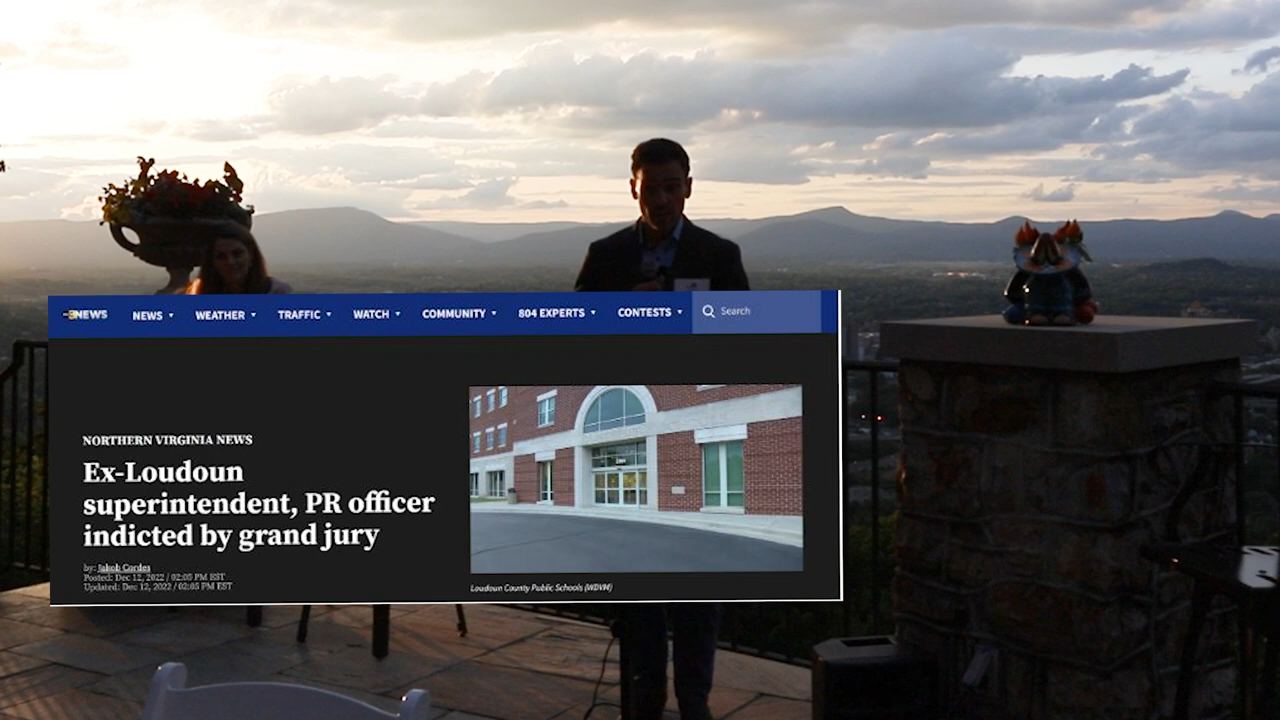 8NEWS
NEWS WEATHER TRAFFIC WATCH COMMUNITY 804 EXPERTS CONTESTS Search
NORTHERN VIRGINIA NEWS
Ex-Loudoun
superintendent, PR officer
indicted by grand jury
by: Jakob Cordes
Posted: Dec 12, 2022 / 02:05 PM EST
Updated: Dec 12, 2022 / 02:05 PM EST
Loudoun County Public Schools (WDVM)